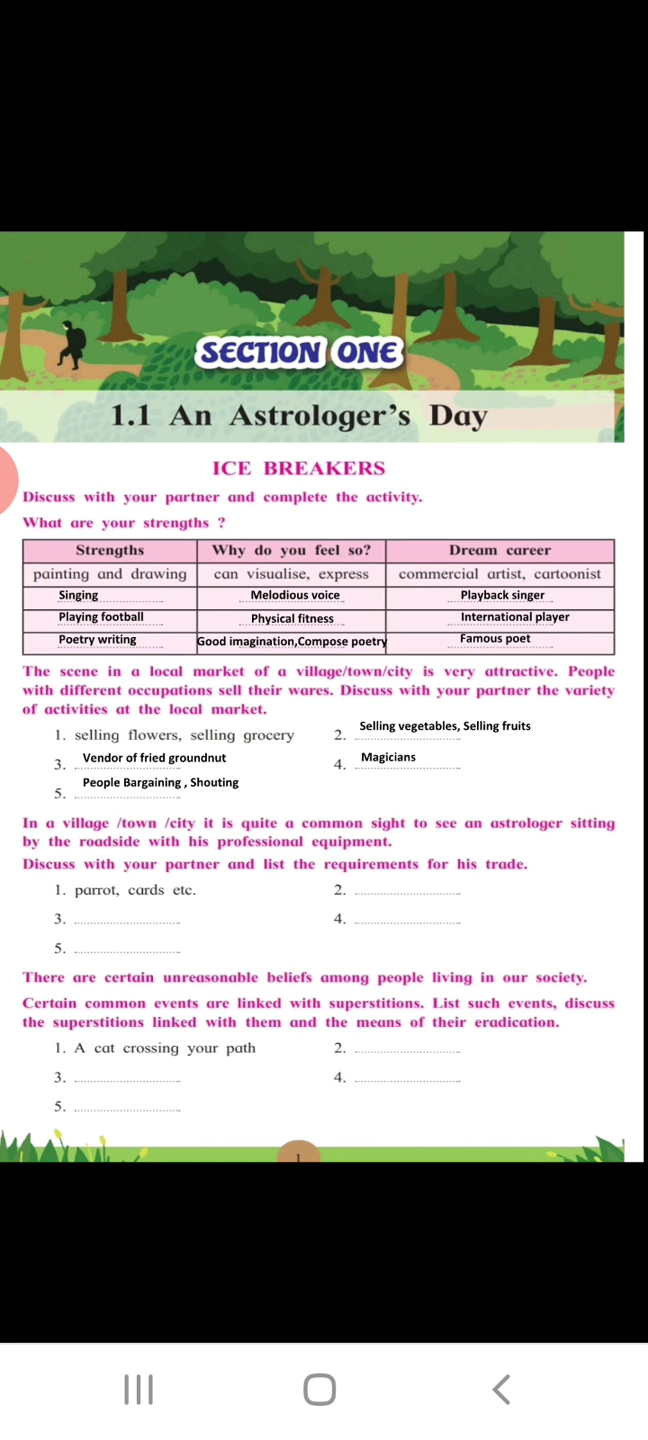 SECTION ONE
1.1 An Astrologer's Day
ICE BREAKERS
Discuss with your partner and complete the activity.
What are your strengths ?
Strengths Why do you feel so? Dream career
painting and drawing can visualise, express commercial artist, cartoonist
Singing Melodious voice Playback singer
Playing football Physical fitness International player
Poetry writing Good imagination,Compose poetry Famous poet
The scene in a local market of a village/town/city is very attractive. People
with different occupations sell their wares. Discuss with your partner the variety
of activities at the local market.
1. selling flowers, selling grocery 2. Selling vegetables, Selling fruits
3. Vendor of fried groundnut 4. Magicians
5. People Bargaining , Shouting
In a village /town /city it is quite a common sight to see an astrologer sitting
by the roadside with his professional equipment.
Discuss with your partner and list the requirements for his trade.
1. parrot, cards etc. 2. ........................
3. ........................ 4. ........................
5. ........................
There are certain unreasonable beliefs among people living in our society.
Certain common events are linked with superstitions. List such events, discuss
the superstitions linked with them and the means of their eradication.
1. A cat crossing your path 2. ........................
3. ........................ 4. ........................
5. ........................
1